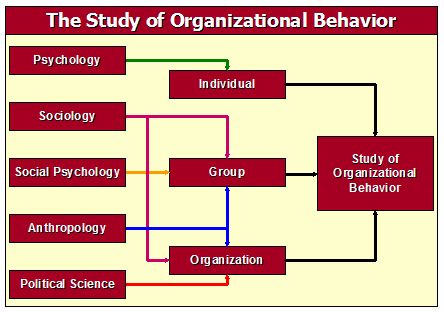 The Study of Organizational Behavior
Psychology
Individual
Sociology
Social Psychology
Group
Study of
Organizational
Behavior
Anthropology
Organization
Political Science